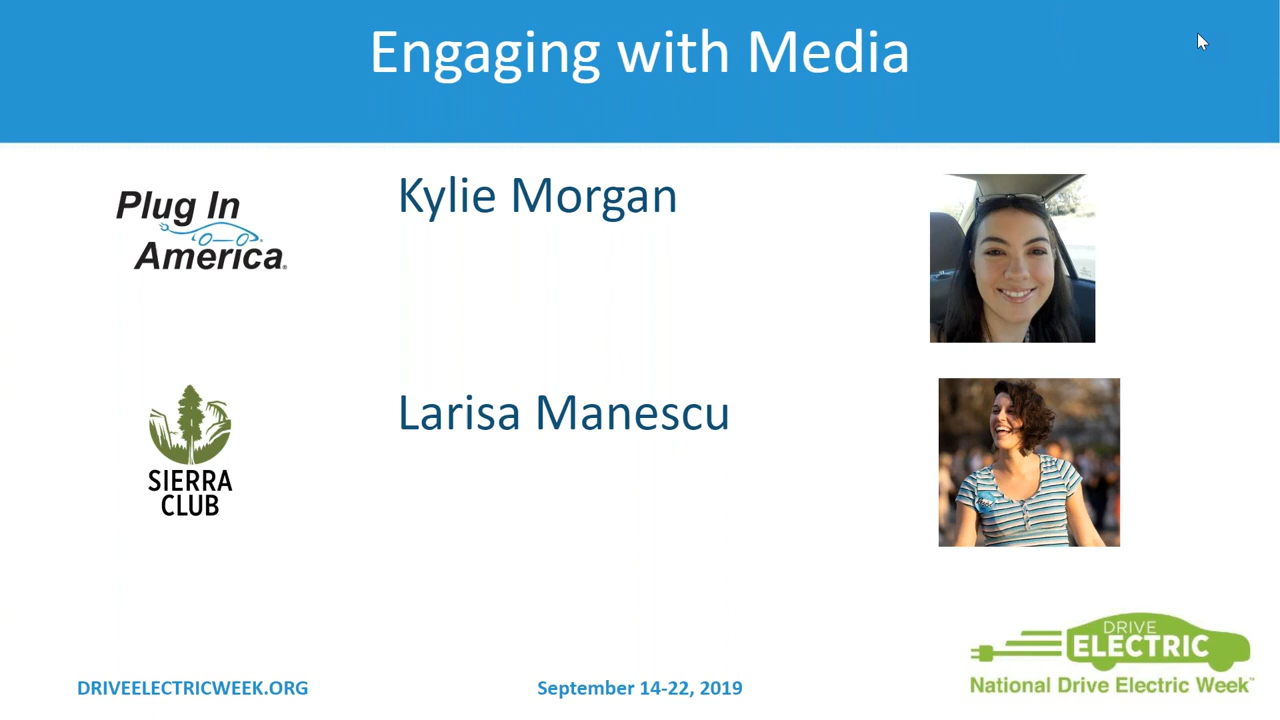 Engaging with Media
Plug In
America
Kylie Morgan
SIERRA
CLUB
Larisa Manescu
DRIVE
ELECTRIC
National Drive Electric Week™
DRIVEELECTRICWEEK.ORG
September 14-22, 2019